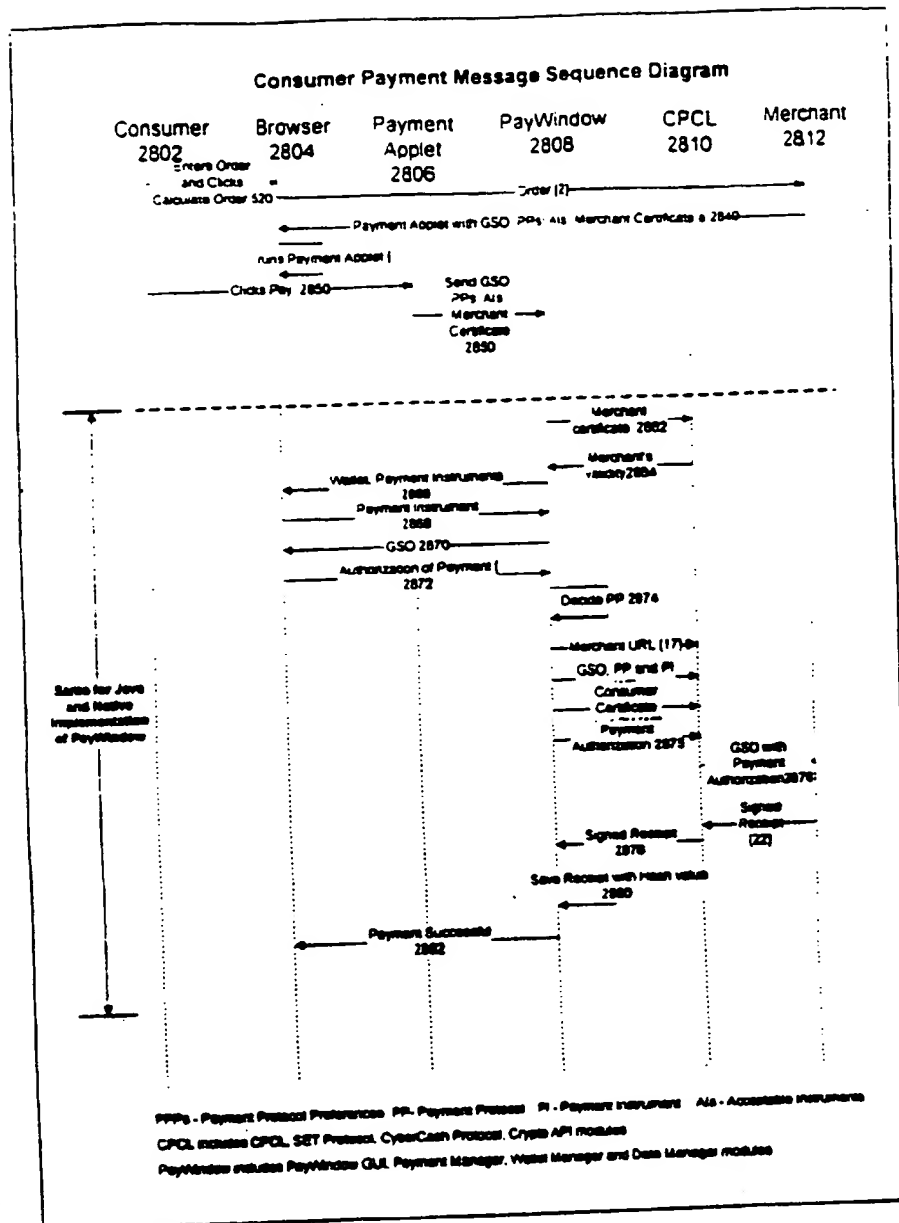 Consumer Payment Message Sequence Diagram
Consumer
2802
Browser
2804
Payment
Applet
2806
PayWindow
2808
CPCL
2810
Merchant
2812
Enters Order
and Clicks
Calculate Order 520
Order [2]
Payment Applet with GSO, PPPs, AIs, Merchant Certificate a 2840
runs Payment Applet [
Clicks Pay 2850
Send GSO
PPPs, AIs
Merchant
Certificate
2850
Merchant
certificate 2862
Merchant's
validity2864
Wallet, Payment Instruments
2866
Payment Instrument
2868
GSO 2870
Authorization of Payment [
2872
Decide PP 2874
Merchant URL [17]
GSO, PP and PI
Consumer
Certificate
Payment
Authorization 2875
GSO with
Payment
Authorization2876
Signed
Receipt
[22]
Signed Receipt
2878
Save Receipt with Hash value
2880
Payment Successful
2882
Same for Java
and Native
Implementation
of PayWindow
PPPs - Payment Protocol Preferences PP- Payment Protocol PI - Payment Instrument AIs - Acceptable Instruments
CPCL includes CPCL, SET Protocol, CyberCash Protocol, Crypto API modules
PayWindow includes PayWindow GUI, Payment Manager, Wallet Manager and Data Manager modules